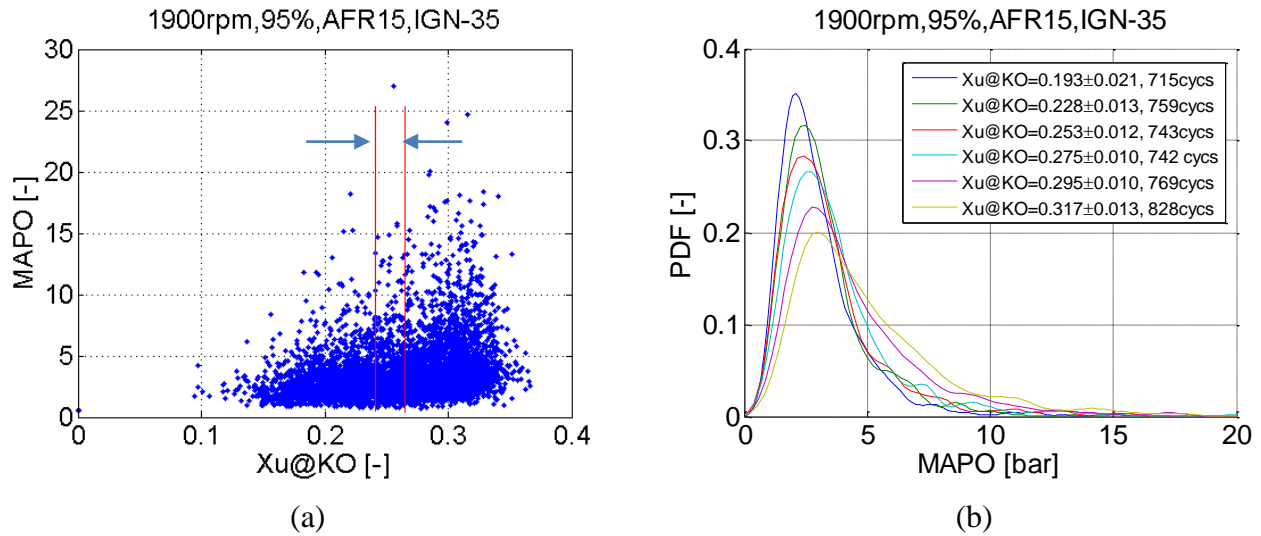 1900rpm,95%,AFR15,IGN-35
30
25
20
15
10
5
0
MAPO [-]
0
0.1
0.2
0.3
0.4
Xu@KO [-]
(a)
1900rpm,95%,AFR15,IGN-35
0.4
0.3
0.2
0.1
0
PDF [-]
Xu@KO=0.193±0.021, 715cycs
Xu@KO=0.228±0.013, 759cycs
Xu@KO=0.253±0.012, 743cycs
Xu@KO=0.275±0.010, 742 cycs
Xu@KO=0.295±0.010, 769cycs
Xu@KO=0.317±0.013, 828cycs
0
5
10
15
20
MAPO [bar]
(b)